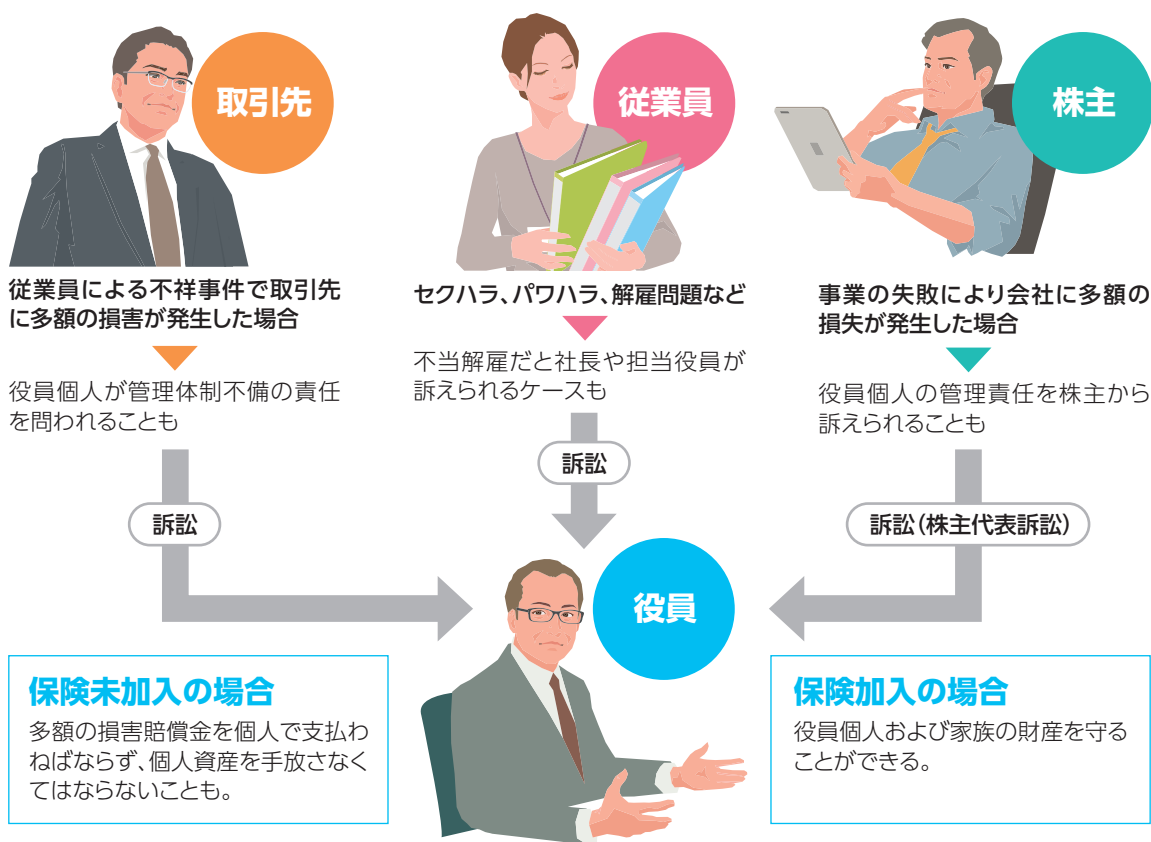 取引先
従業員による不祥事件で取引先
に多額の損害が発生した場合
役員個人が管理体制不備の責任
を問われることも
訴訟
従業員
セクハラ、パワハラ、解雇問題など
不当解雇だと社長や担当役員が
訴えられるケースも
訴訟
株主
事業の失敗により会社に多額の
損失が発生した場合
役員個人の管理責任を株主から
訴えられることも
訴訟(株主代表訴訟)
役員
保険未加入の場合
多額の損害賠償金を個人で支払わ
ねばならず、個人資産を手放さなく
てはならないことも。
保険加入の場合
役員個人および家族の財産を守る
ことができる。